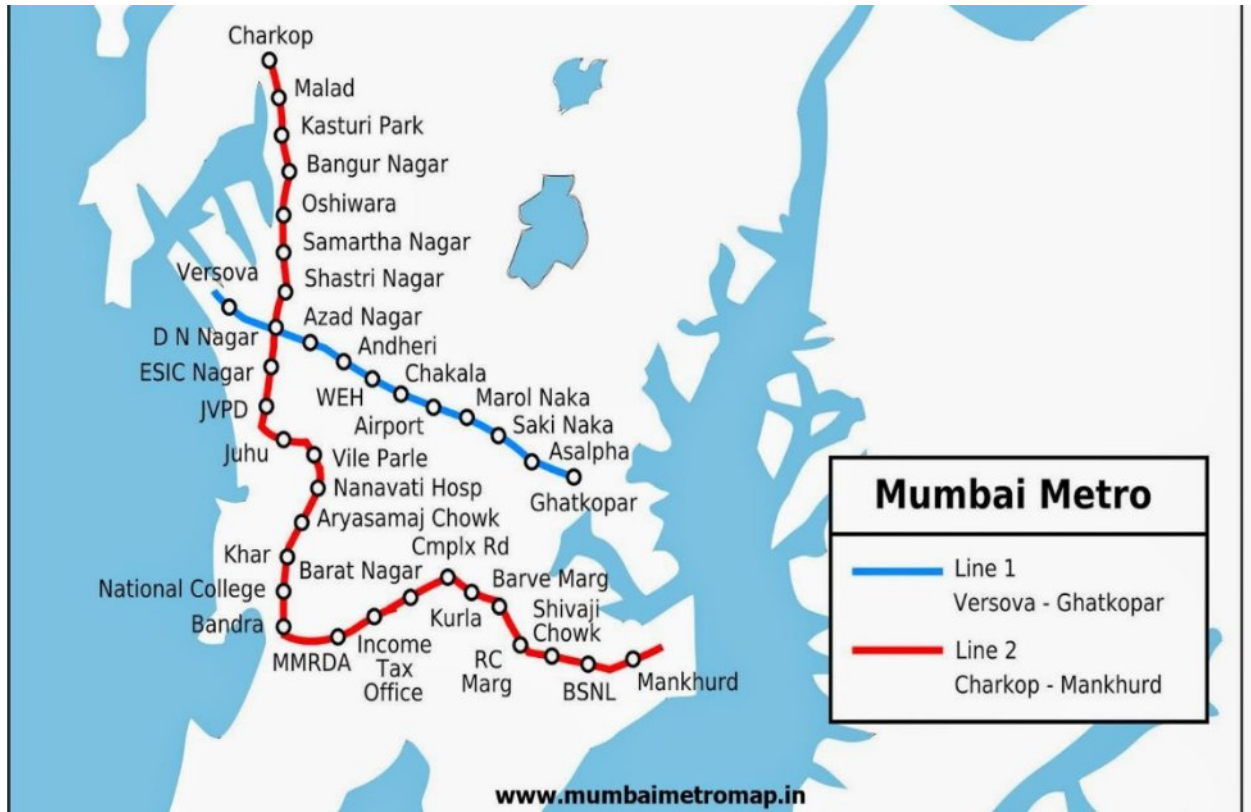 Charkop
Malad
Kasturi Park
Bangur Nagar
Oshiwara
Samartha Nagar
Versova
Shastri Nagar
Azad Nagar
D N Nagar
Andheri
ESIC Nagar
Chakala
WEH
Marol Naka
JVPD
Airport
Saki Naka
Juhu
Asalpha
Vile Parle
Nanavati Hosp
Ghatkopar
Aryasamaj Chowk
Cmplx Rd
Khar
Barat Nagar
Barve Marg
National College
Kurla
Shivaji
Chowk
Bandra
MMRDA
Income
Tax
Office
RC
Marg
BSNL
Mankhurd
Mumbai Metro
Line 1
Versova - Ghatkopar
Line 2
Charkop - Mankhurd
www.mumbaimetromap.in